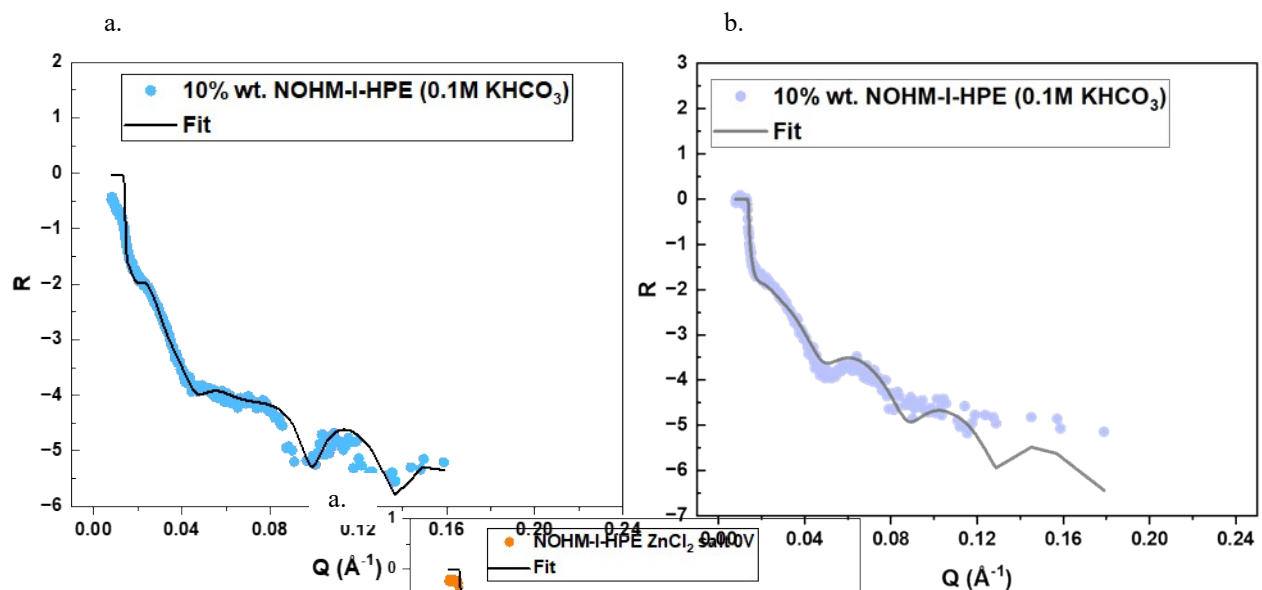 a.
b.
2
1
0
−1
−2
−3
−4
−5
−6
R
10% wt. NOHM-I-HPE (0.1M KHCO3)
Fit
0.00
0.04
0.08
0.12
0.16
0.20
0.24
Q (Å-1)
3
2
1
0
−1
−2
−3
−4
−5
−6
−7
R
10% wt. NOHM-I-HPE (0.1M KHCO3)
Fit
0.00
0.04
0.08
0.12
0.16
0.20
0.24
Q (Å-1)
a.
1
0
NOHM-I-HPE ZnCl2 salt 0V
Fit